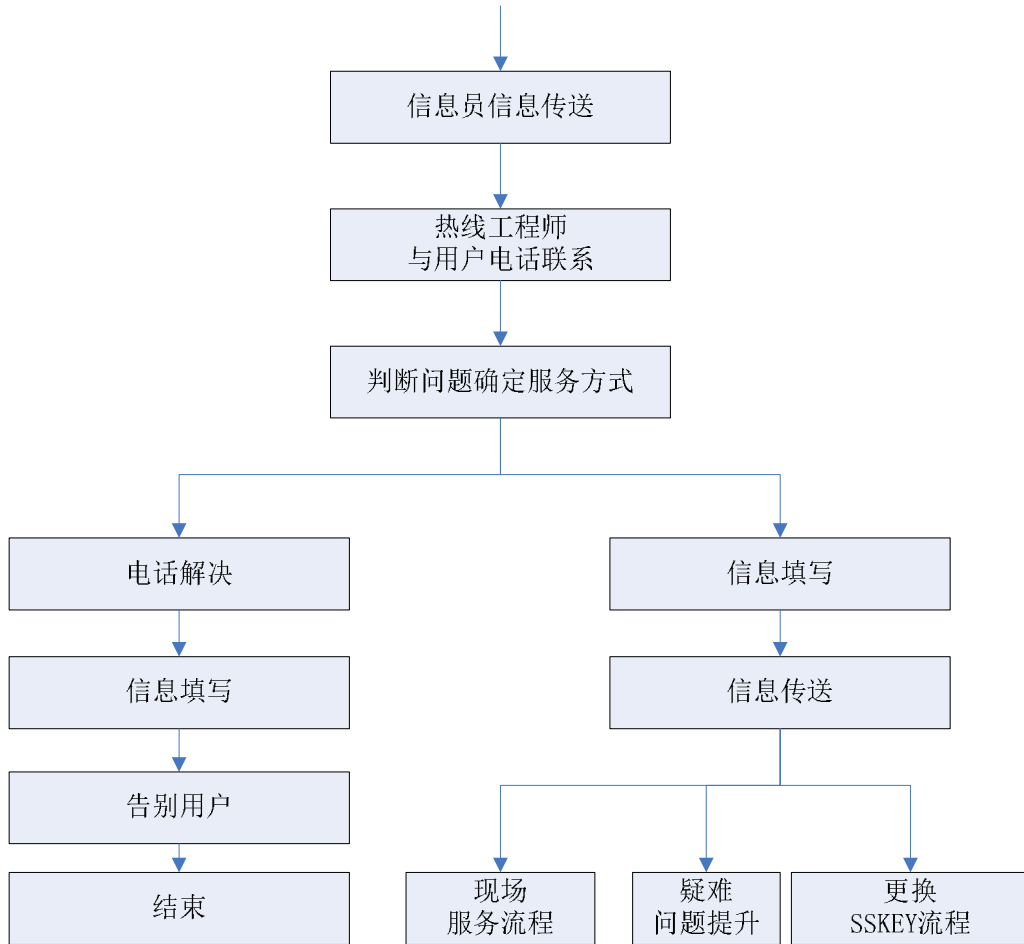 信息员信息传送
热线工程师
与用户电话联系
判断问题确定服务方式
电话解决
信息填写
信息填写
信息传送
告别用户
结束
现场
服务流程
疑难
问题提升
更换
SSKEY流程